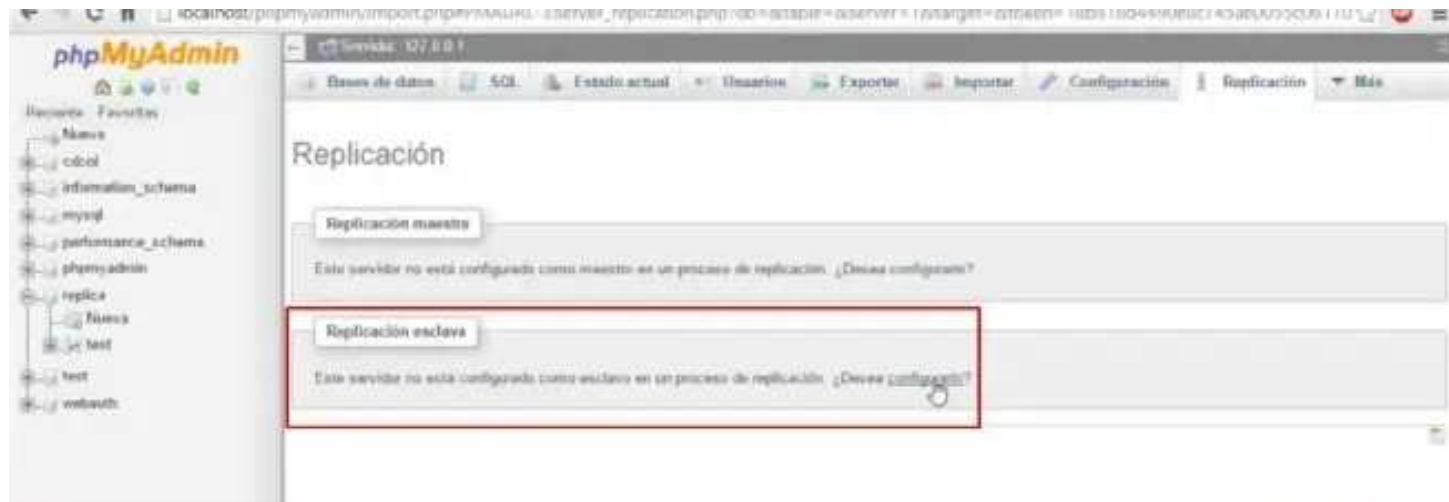 phpMyAdmin
Servidor: 127.0.0.1
Bases de datos SQL Estado actual Usuarios Exportar Importar Configuración Replicación Más
Reciente Favoritas
Nueva
cdcol
information_schema
mysql
performance_schema
phpmyadmin
replica
Nueva
test
test
webauth
Replicación
Replicación maestra
Este servidor no está configurado como maestro en un proceso de replicación. ¿Desea configurarlo?
Replicación esclava
Este servidor no está configurado como esclavo en un proceso de replicación. ¿Desea configurarlo?